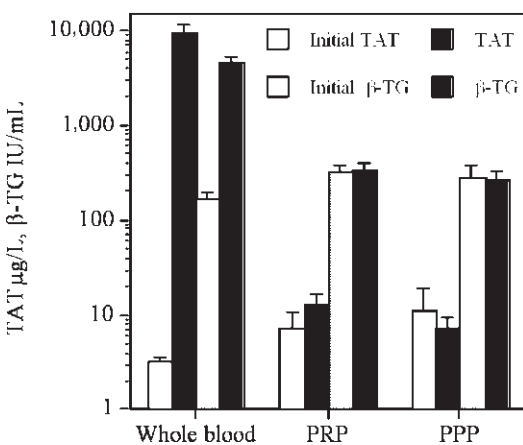 TAT µg/L, β-TG IU/mL
10,000
1,000
100
10
1
Initial TAT
TAT
Initial β-TG
β-TG
Whole blood
PRP
PPP